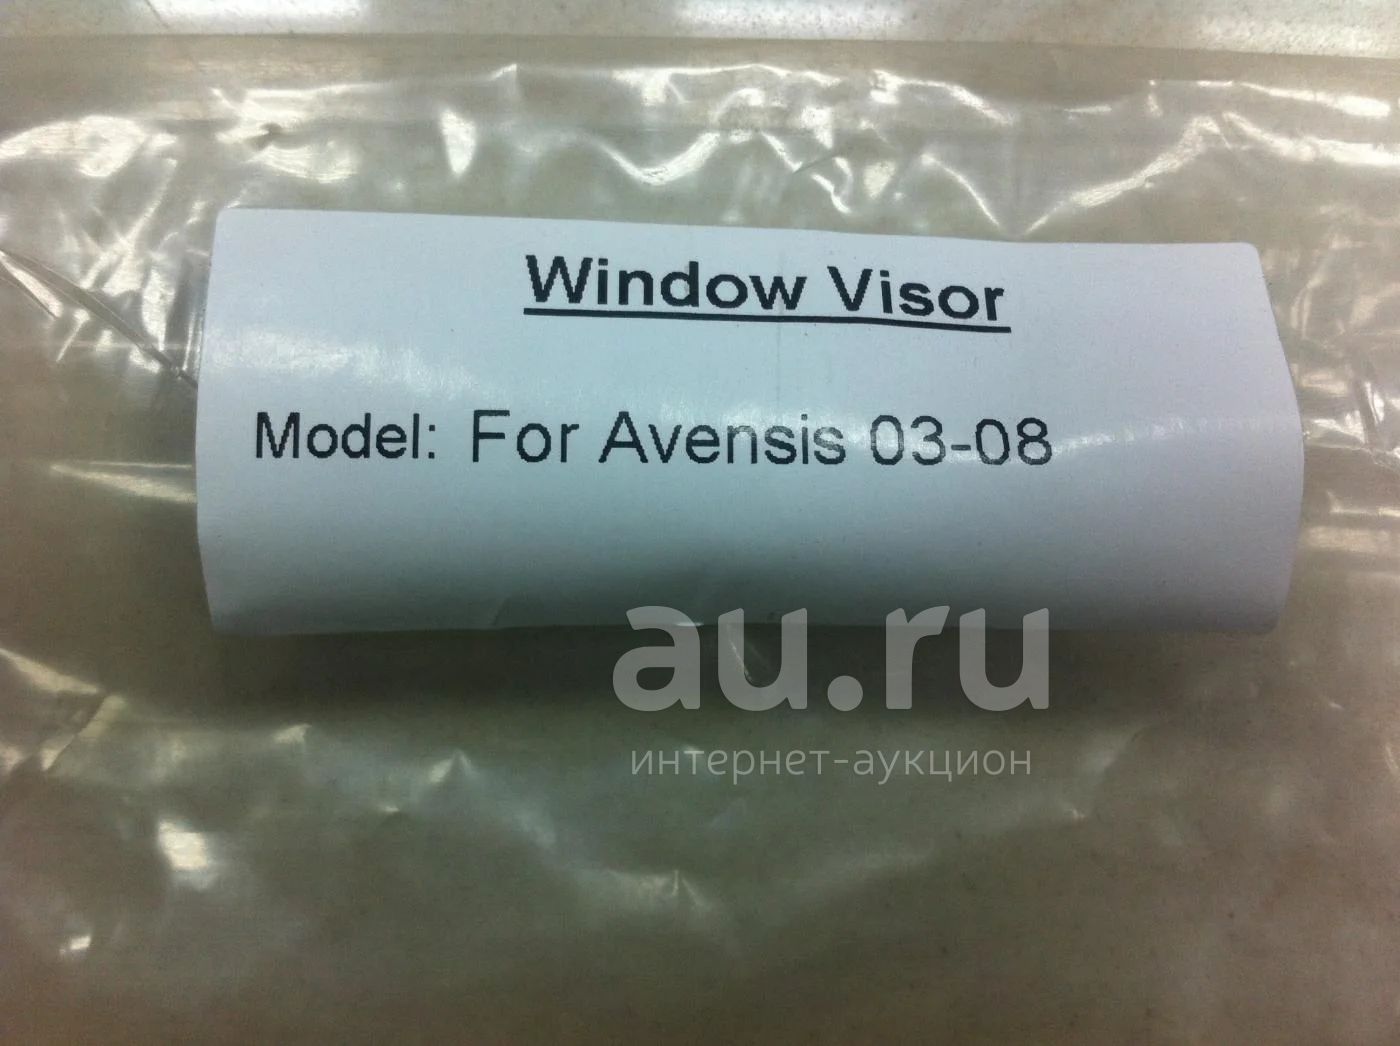 Window Visor
Model: For Avensis 03-08
au.ru
интернет-аукцион